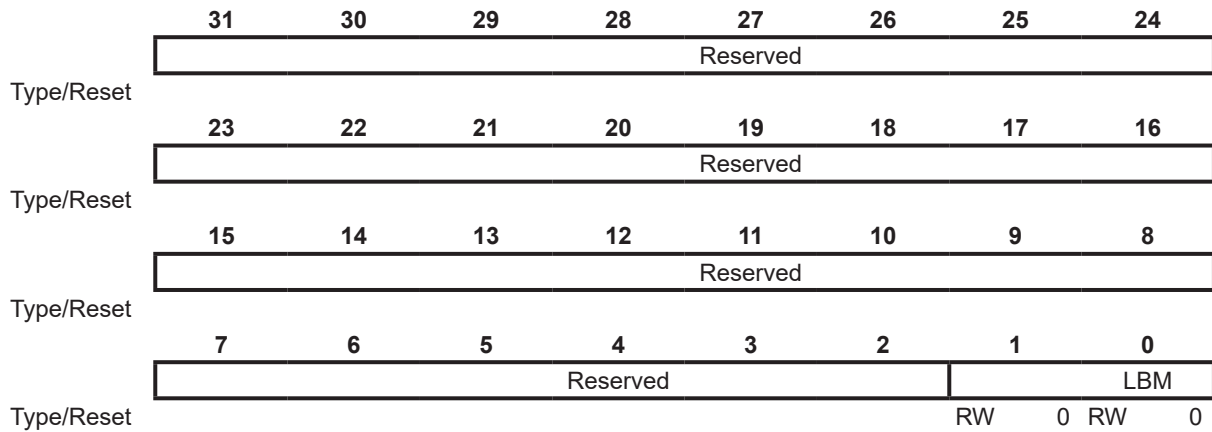 31 30 29 28 27 26 25 24
Reserved
Type/Reset
23 22 21 20 19 18 17 16
Reserved
Type/Reset
15 14 13 12 11 10 9 8
Reserved
Type/Reset
7 6 5 4 3 2 1 0
Reserved LBM
Type/Reset RW 0 RW 0